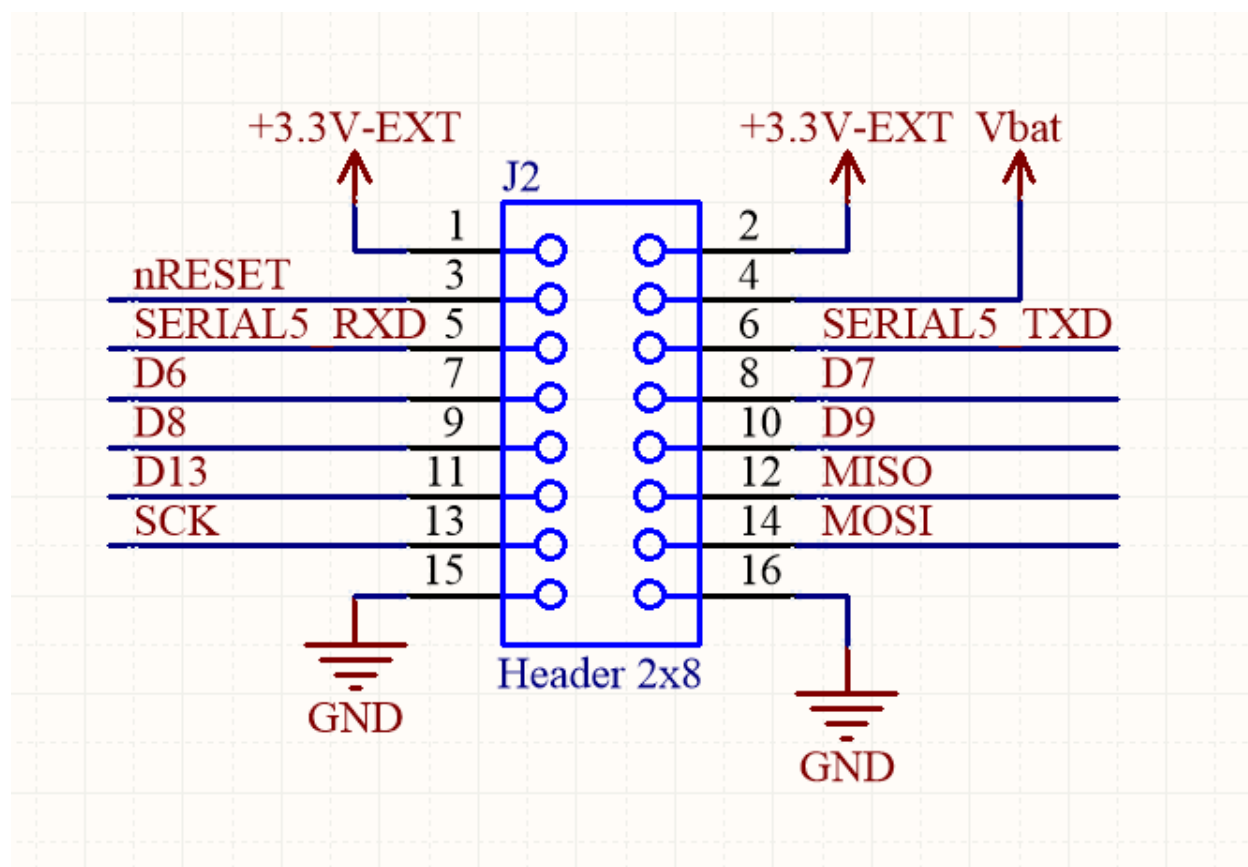 +3.3V-EXT +3.3V-EXT Vbat
J2
1 2
nRESET 3 4
SERIAL5_RXD 5 6 SERIAL5_TXD
D6 7 8 D7
D8 9 10 D9
D13 11 12 MISO
SCK 13 14 MOSI
15 16
Header 2x8
GND
GND